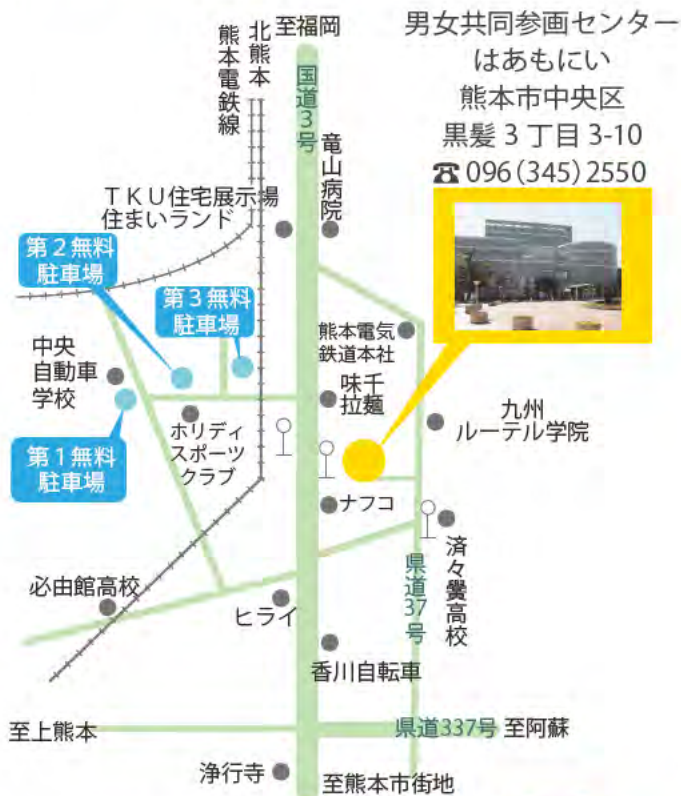 男女共同参画センター
はあもにい
熊本市中央区
黒髪3丁目3-10
☎096(345)2550
至福岡
北熊本
熊本電鉄線
国道3号
竜山病院
TKU住宅展示場
住まいランド
第2無料
駐車場
第3無料
駐車場
熊本電気
鉄道本社
中央
自動車
学校
味千
拉麺
九州
ルーテル学院
ホリディ
スポーツ
クラブ
第1無料
駐車場
ナフコ
済々黌高校
県道37号
必由館高校
ヒライ
香川自転車
至上熊本
県道337号
至阿蘇
浄行寺
至熊本市街地